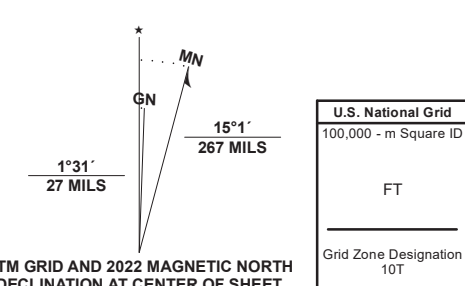 ★
MN
GN
15°1´
267 MILS
1°31´
27 MILS
TM GRID AND 2022 MAGNETIC NORTH
DECLINATION AT CENTER OF SHEET
U.S. National Grid
100,000 - m Square ID
FT
Grid Zone Designation
10T